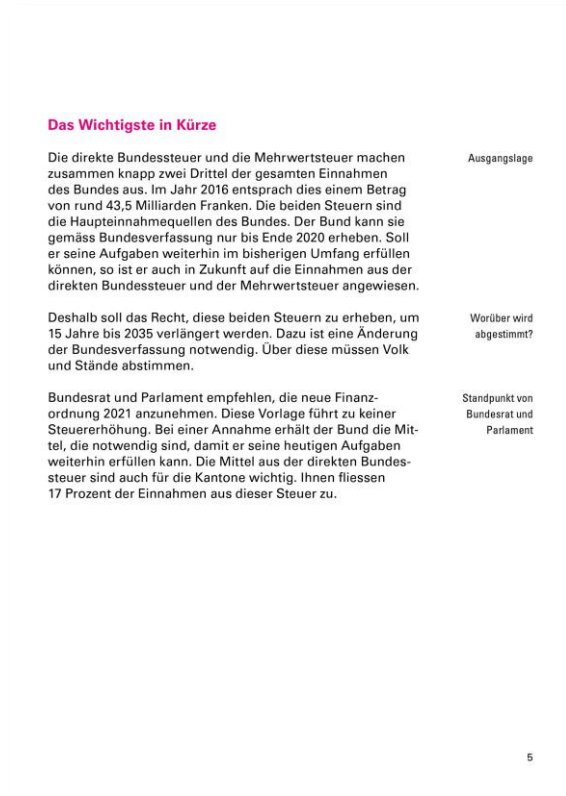 Das Wichtigste in Kürze
Die direkte Bundessteuer und die Mehrwertsteuer machen
zusammen knapp zwei Drittel der gesamten Einnahmen
des Bundes aus. Im Jahr 2016 entsprach dies einem Betrag
von rund 43,5 Milliarden Franken. Die beiden Steuern sind
die Haupteinnahmequellen des Bundes. Der Bund kann sie
gemäss Bundesverfassung nur bis Ende 2020 erheben. Soll
er seine Aufgaben weiterhin im bisherigen Umfang erfüllen
können, so ist er auch in Zukunft auf die Einnahmen aus der
direkten Bundessteuer und der Mehrwertsteuer angewiesen.
Ausgangslage
Deshalb soll das Recht, diese beiden Steuern zu erheben, um
15 Jahre bis 2035 verlängert werden. Dazu ist eine Änderung
der Bundesverfassung notwendig. Über diese müssen Volk
und Stände abstimmen.
Worüber wird
abgestimmt?
Bundesrat und Parlament empfehlen, die neue Finanz-
ordnung 2021 anzunehmen. Diese Vorlage führt zu keiner
Steuererhöhung. Bei einer Annahme erhält der Bund die Mit-
tel, die notwendig sind, damit er seine heutigen Aufgaben
weiterhin erfüllen kann. Die Mittel aus der direkten Bundes-
steuer sind auch für die Kantone wichtig. Ihnen fliessen
17 Prozent der Einnahmen aus dieser Steuer zu.
Standpunkt von
Bundesrat und
Parlament
5